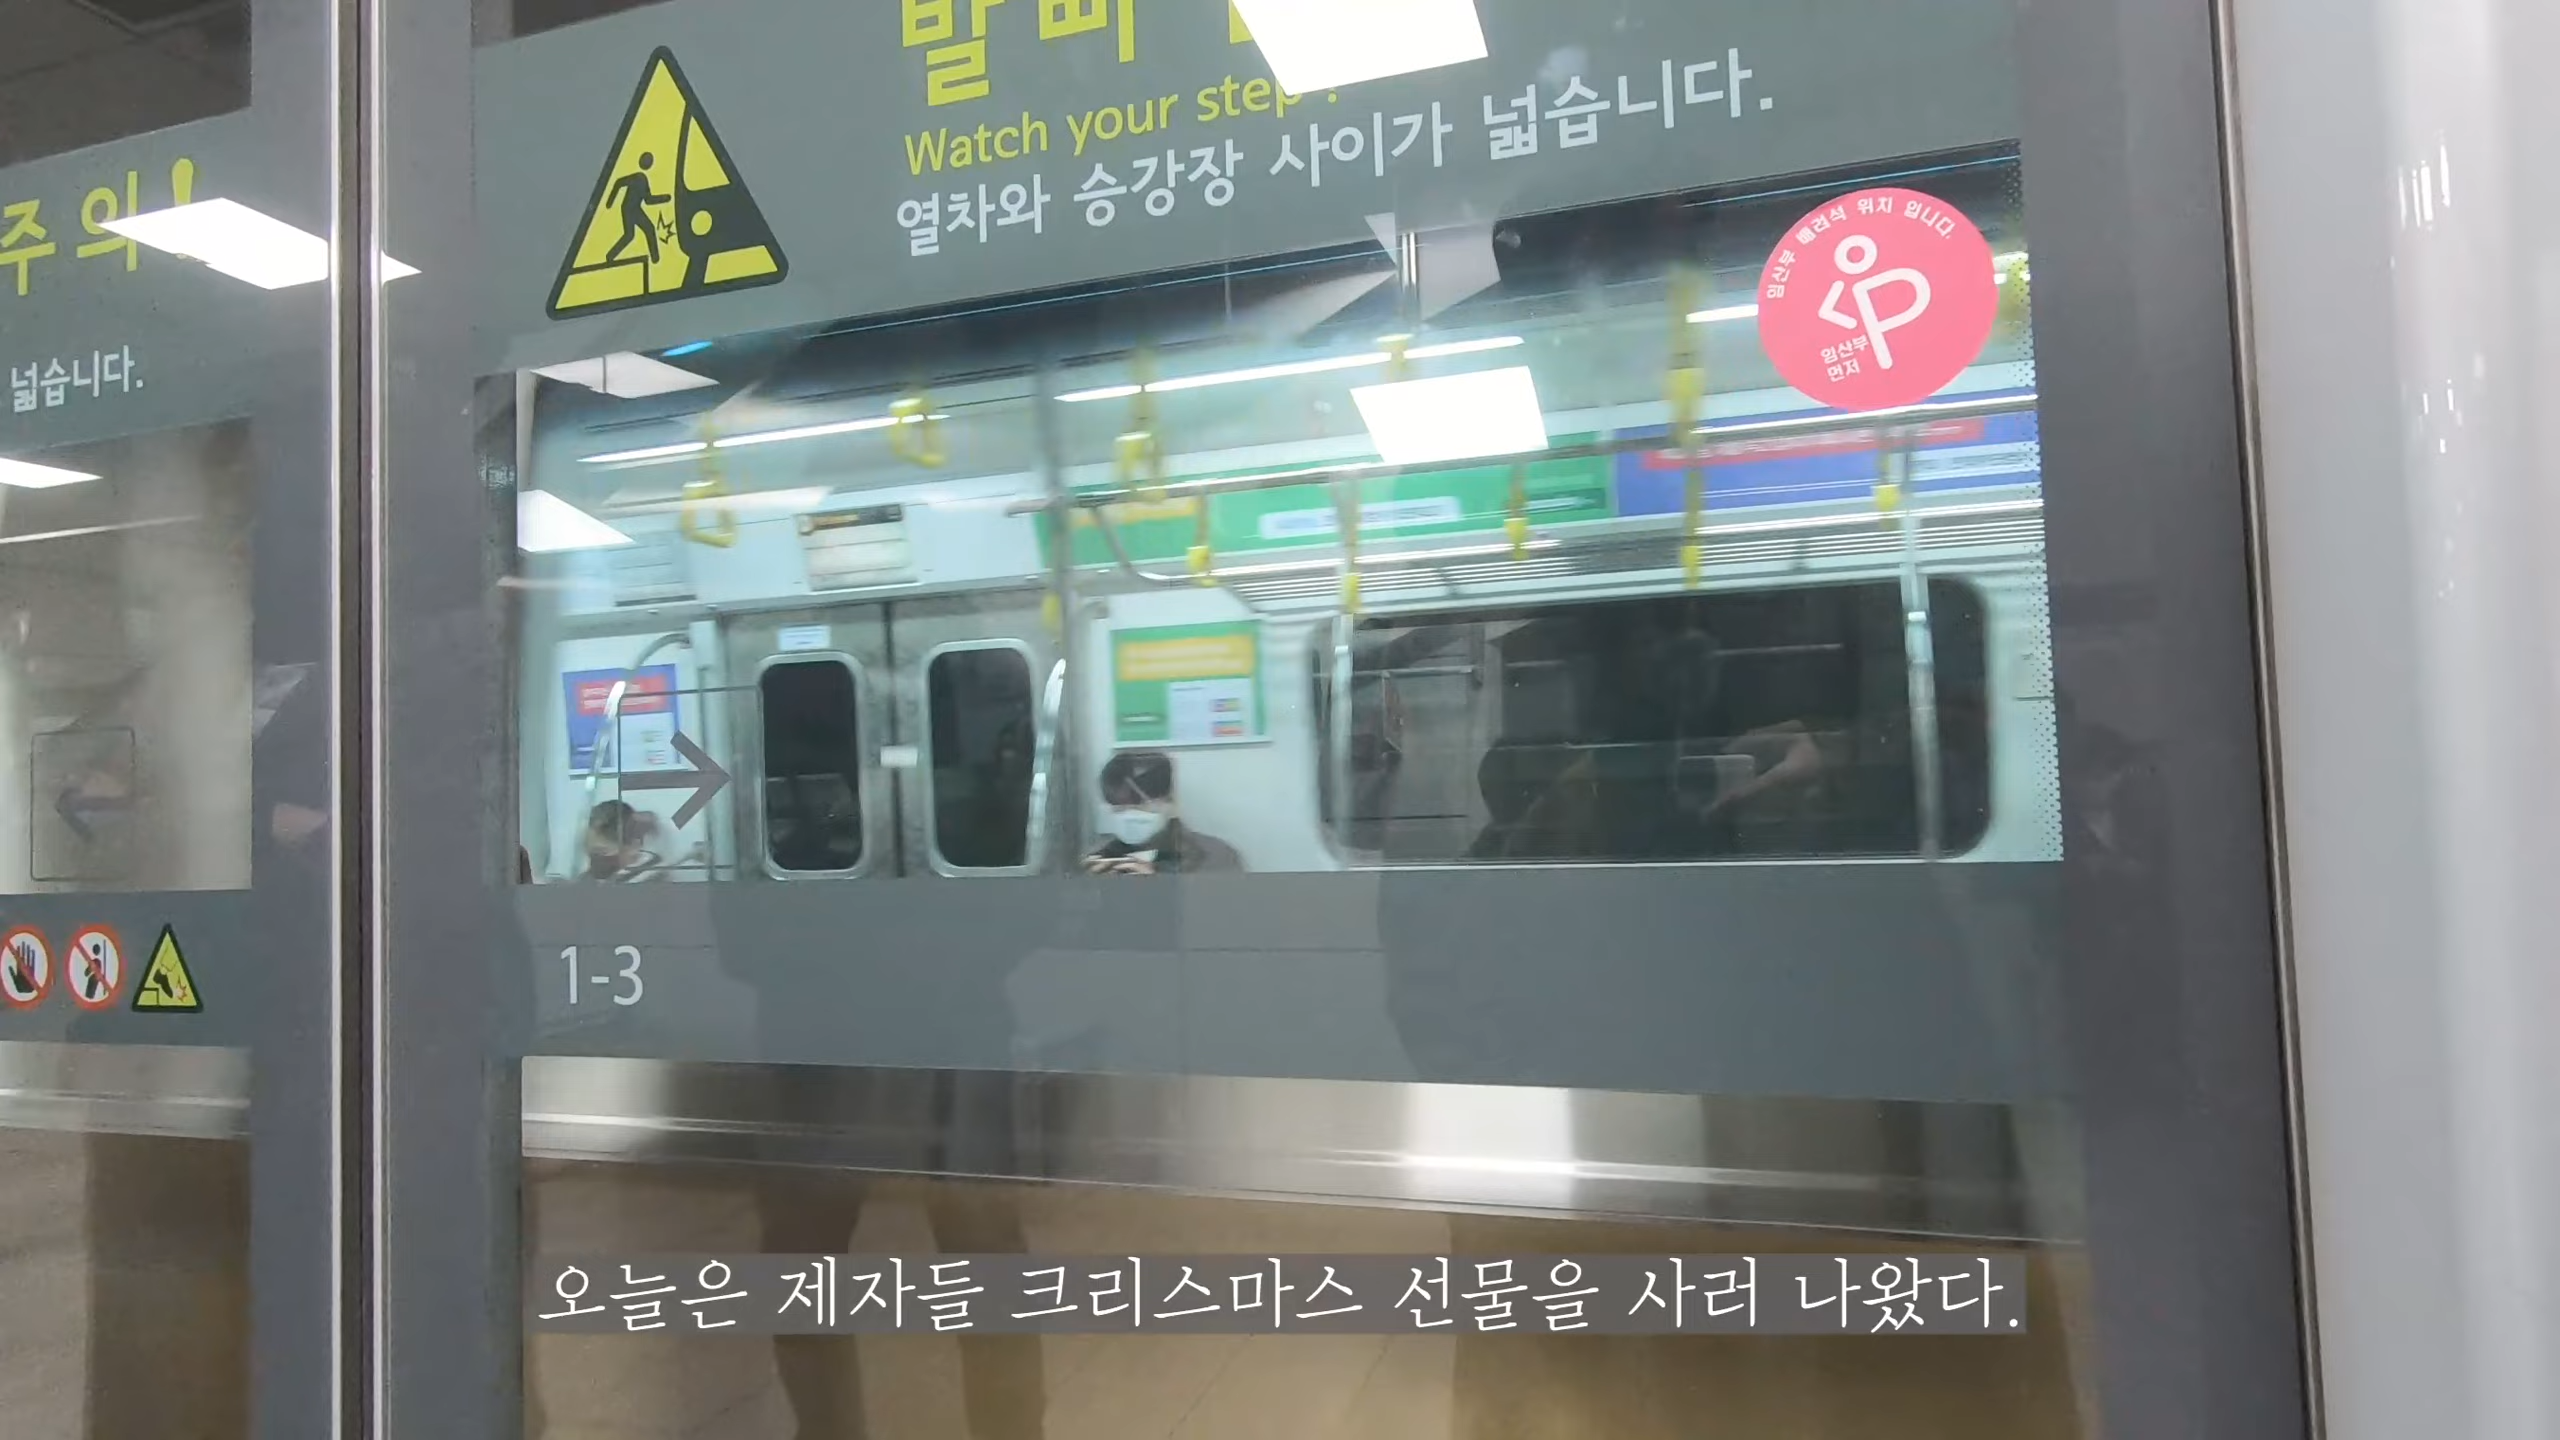 발빠
Watch your step !
열차와 승강장 사이가 넓습니다.
주의!
넓습니다.
임산부 배려석 위치 입니다.
임산부
먼저
1-3
오늘은 제자들 크리스마스 선물을 사러 나왔다.